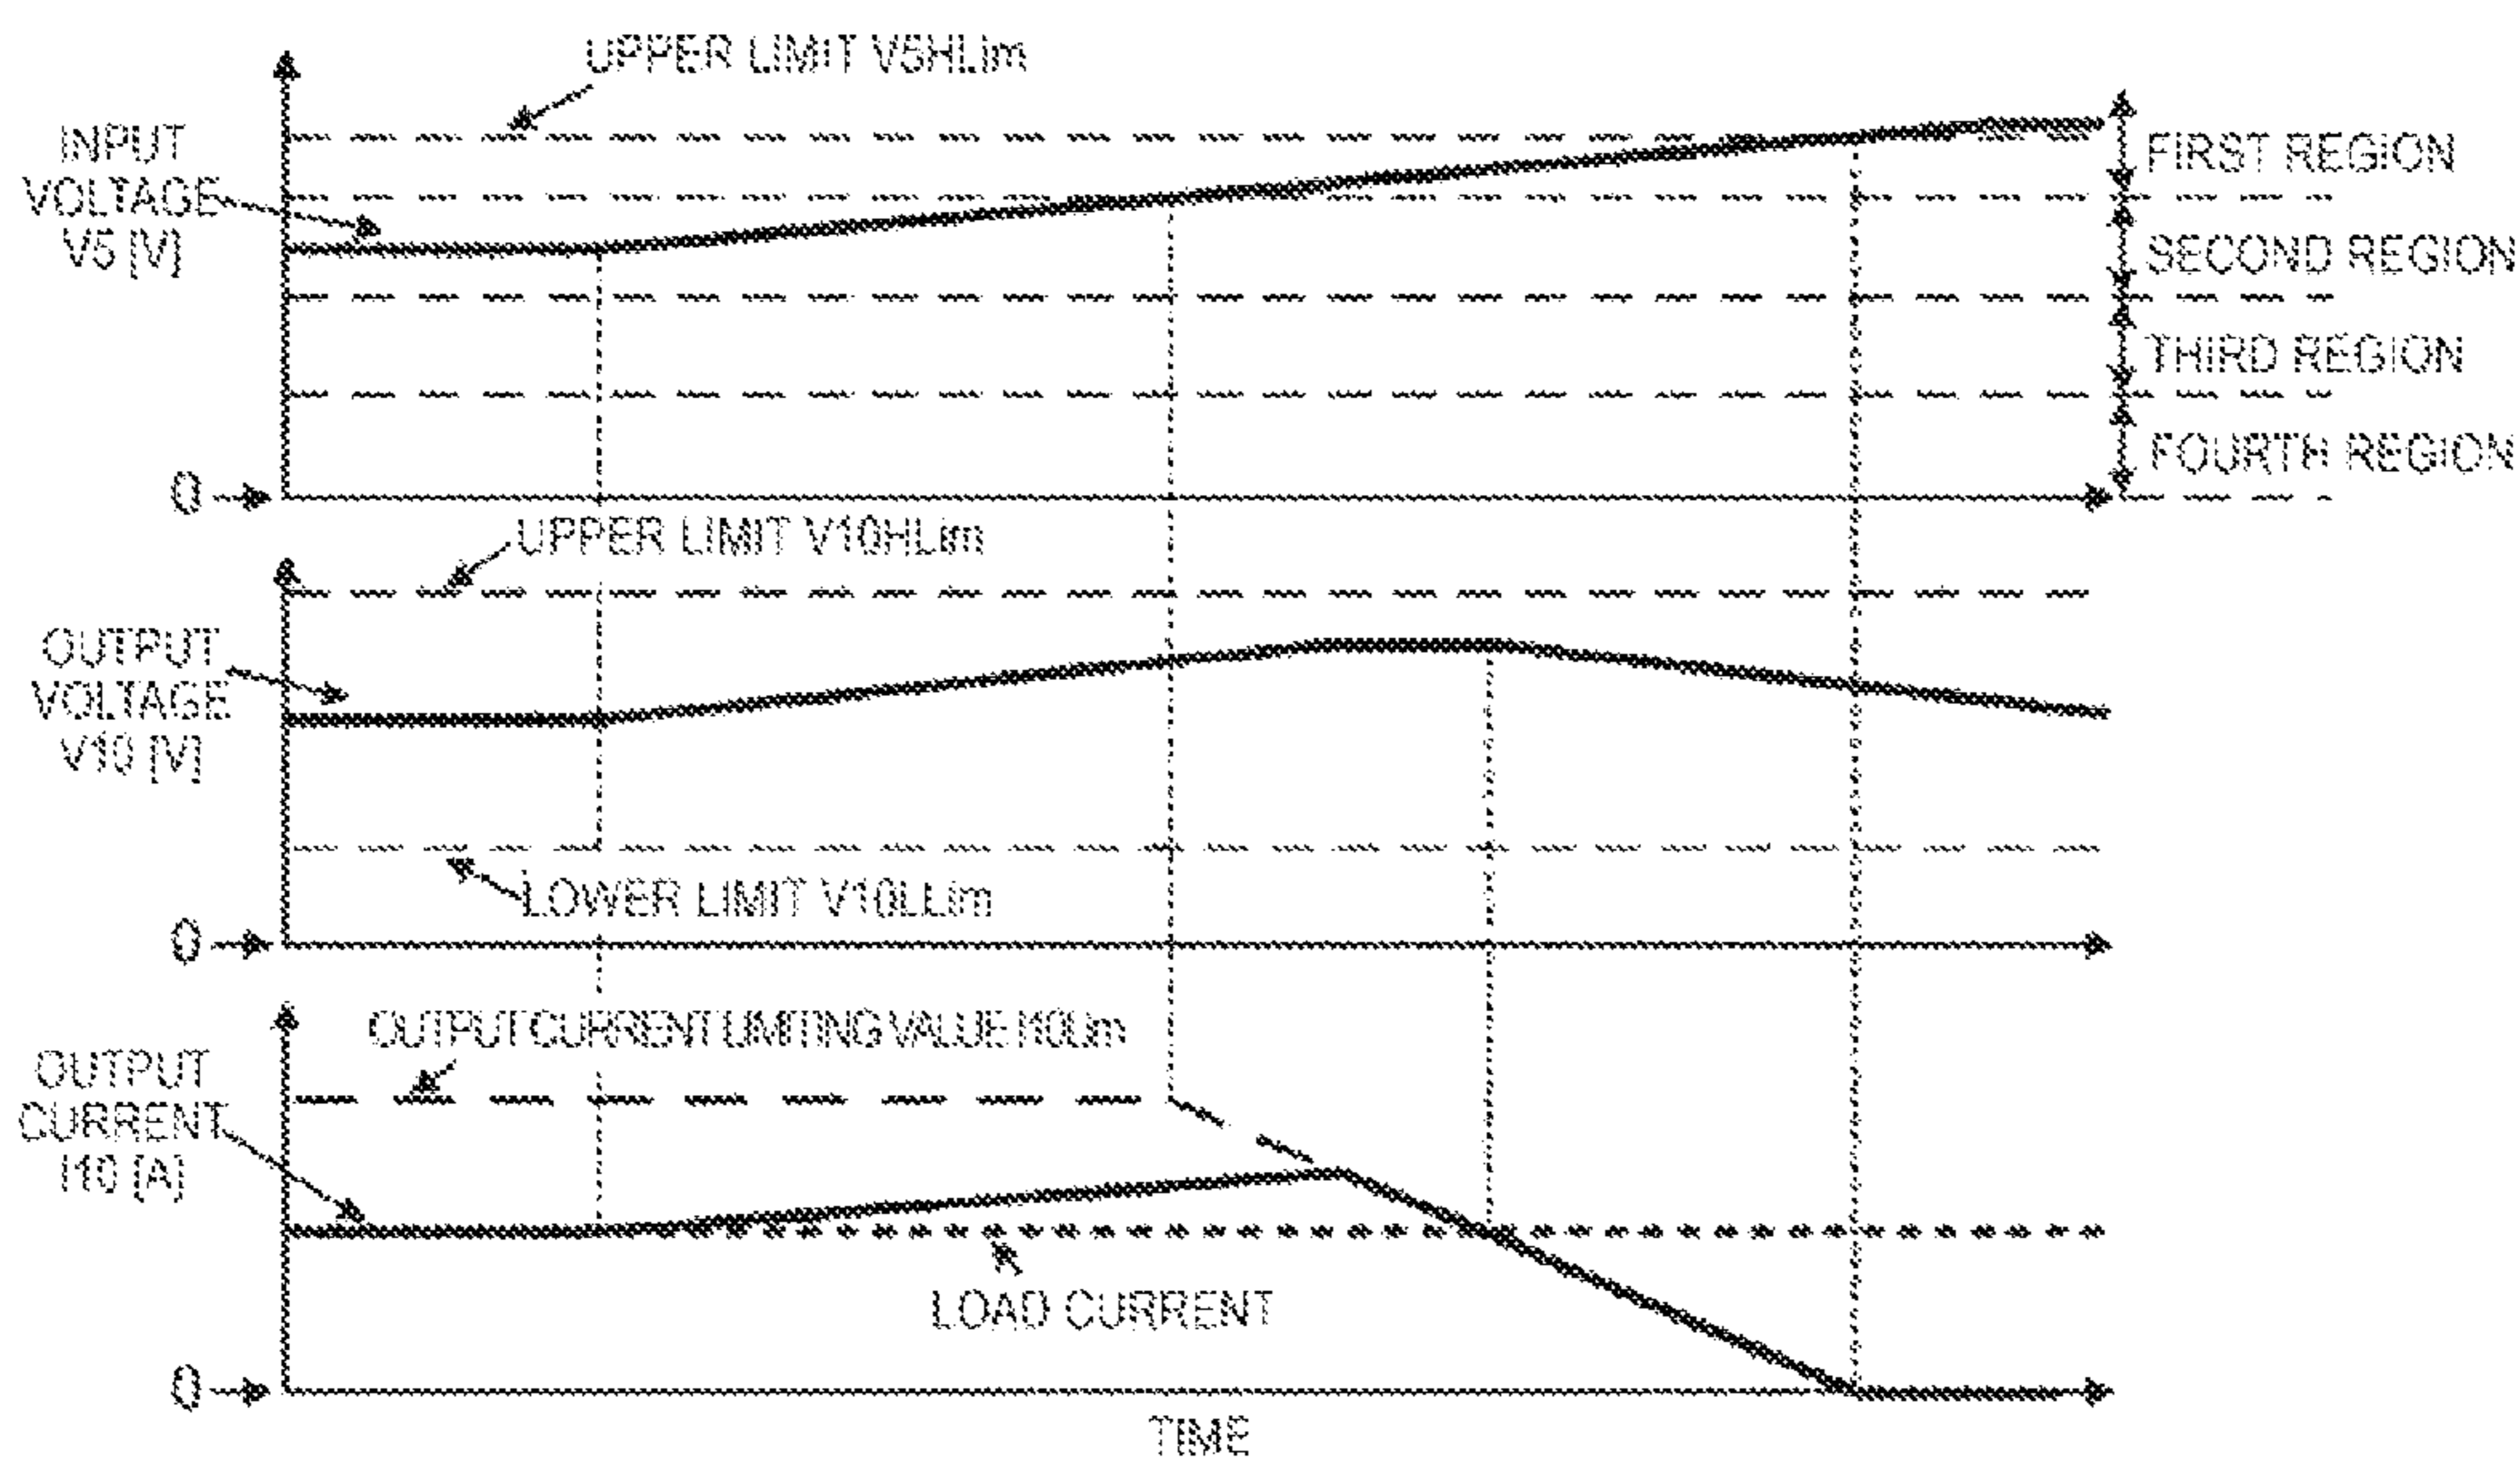 UPPER LIMIT V5HLim
INPUT
VOLTAGE
V5 [V]
FIRST REGION
SECOND REGION
THIRD REGION
FOURTH REGION
0
UPPER LIMIT V10HLim
OUTPUT
VOLTAGE
V10 [V]
LOWER LIMIT V10LLim
0
OUTPUT CURRENT LIMITING VALUE I10Lim
OUTPUT
CURRENT
I10 [A]
LOAD CURRENT
0
TIME